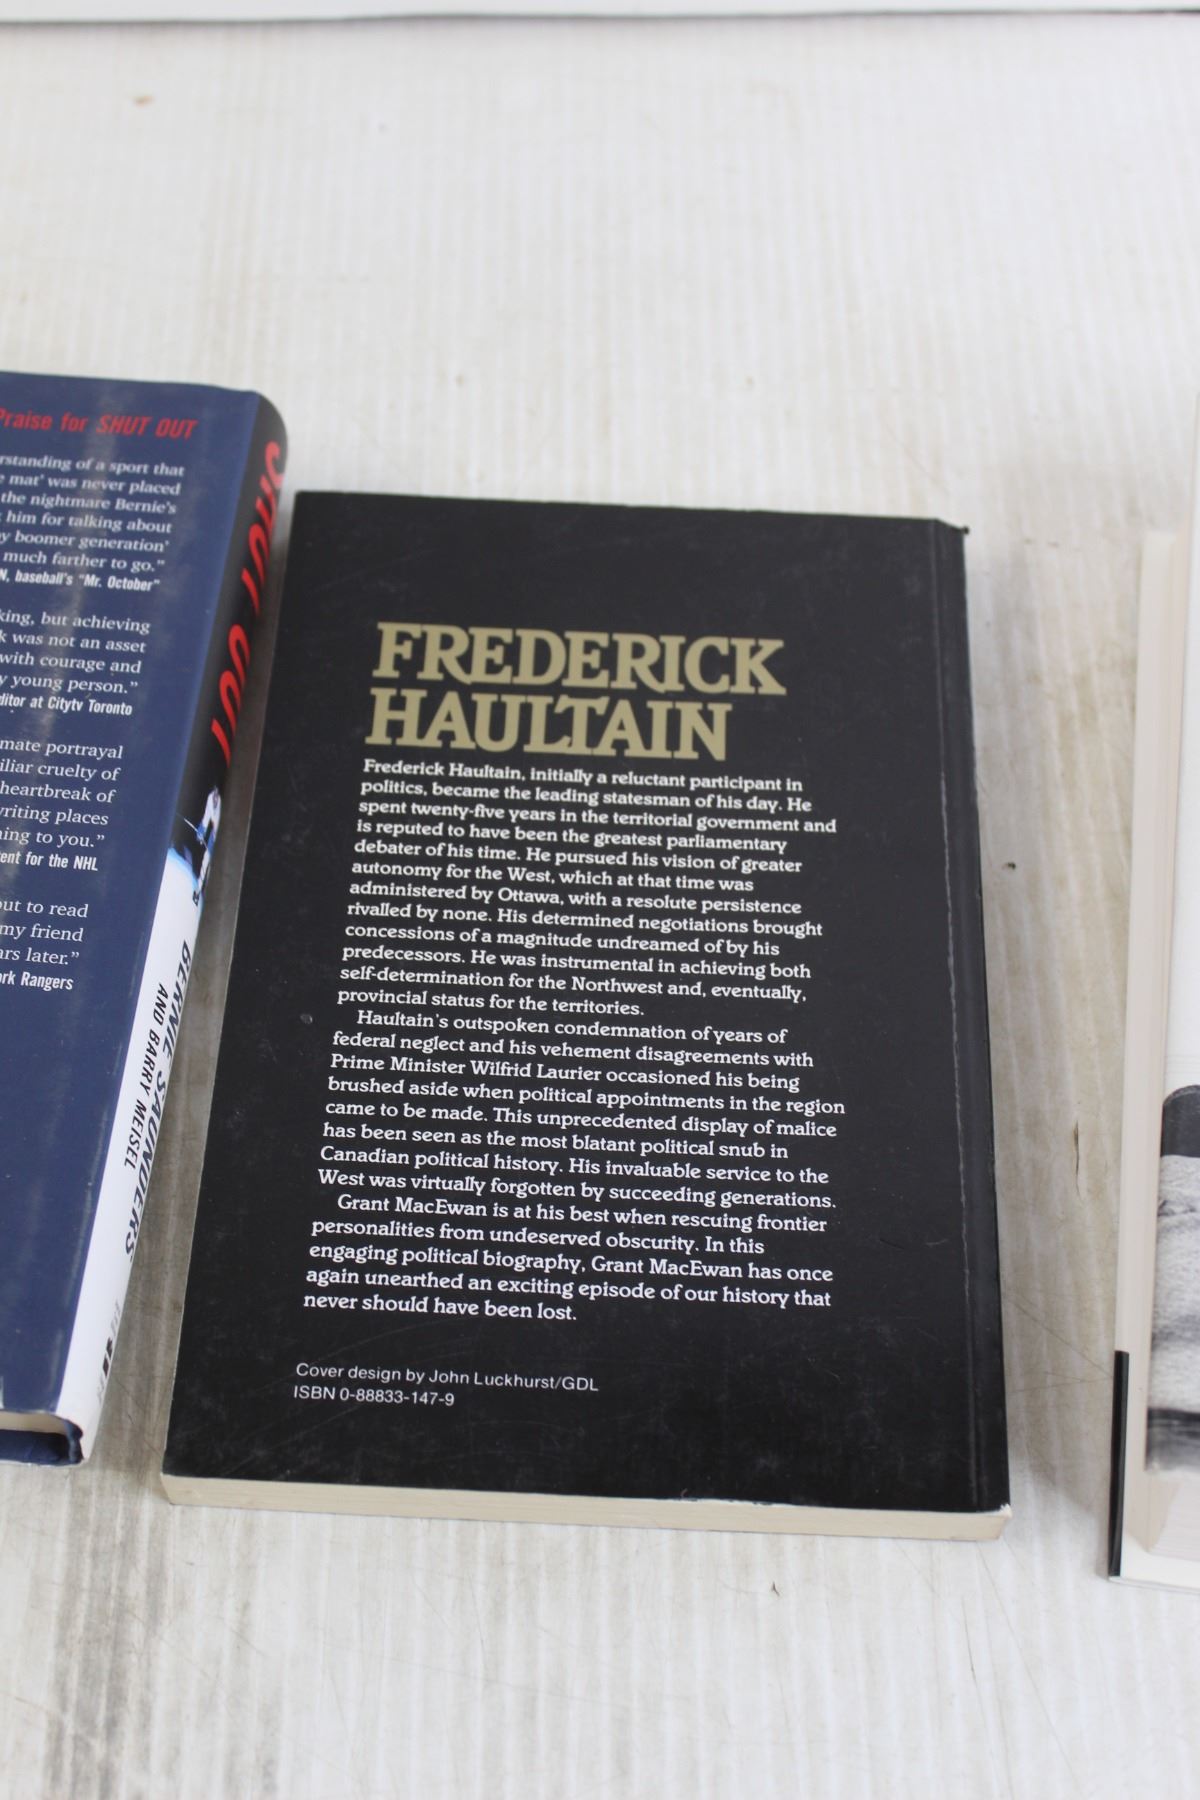 Praise for SHUT OUT
rstanding of a sport that
mat' was never placed
the nightmare Bernie's
him for talking about
boomer generation'
much farther to go."
N, baseball's "Mr. October"
king, but achieving
was not an asset
with courage and
y young person."
ditor at Citytv Toronto
mate portrayal
iliar cruelty of
heartbreak of
writing places
ning to you."
ent for the NHL
out to read
my friend
ars later."
ork Rangers
SHUT OUT
BERNIE SAUNDERS
AND BARRY MEISEL
FREDERICK
HAULTAIN
Frederick Haultain, initially a reluctant participant in
politics, became the leading statesman of his day. He
spent twenty-five years in the territorial government and
is reputed to have been the greatest parliamentary
debater of his time. He pursued his vision of greater
autonomy for the West, which at that time was
administered by Ottawa, with a resolute persistence
rivalled by none. His determined negotiations brought
concessions of a magnitude undreamed of by his
predecessors. He was instrumental in achieving both
self-determination for the Northwest and, eventually,
provincial status for the territories.
Haultain's outspoken condemnation of years of
federal neglect and his vehement disagreements with
Prime Minister Wilfrid Laurier occasioned his being
brushed aside when political appointments in the region
came to be made. This unprecedented display of malice
has been seen as the most blatant political snub in
Canadian political history. His invaluable service to the
West was virtually forgotten by succeeding generations.
Grant MacEwan is at his best when rescuing frontier
personalities from undeserved obscurity. In this
engaging political biography, Grant MacEwan has once
again unearthed an exciting episode of our history that
never should have been lost.
Cover design by John Luckhurst/GDL
ISBN 0-88833-147-9